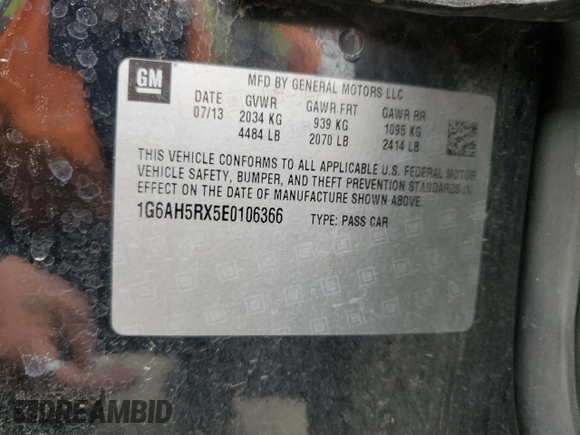 GM
MFD BY GENERAL MOTORS LLC
DATE GVWR GAWR FRT GAWR RR
07/13 2034 KG 939 KG 1095 KG
4484 LB 2070 LB 2414 LB
THIS VEHICLE CONFORMS TO ALL APPLICABLE U.S. FEDERAL MOTOR
VEHICLE SAFETY, BUMPER, AND THEFT PREVENTION STANDARDS IN
EFFECT ON THE DATE OF MANUFACTURE SHOWN ABOVE.
1G6AH5RX5E0106366 TYPE: PASS CAR
DREAMBID